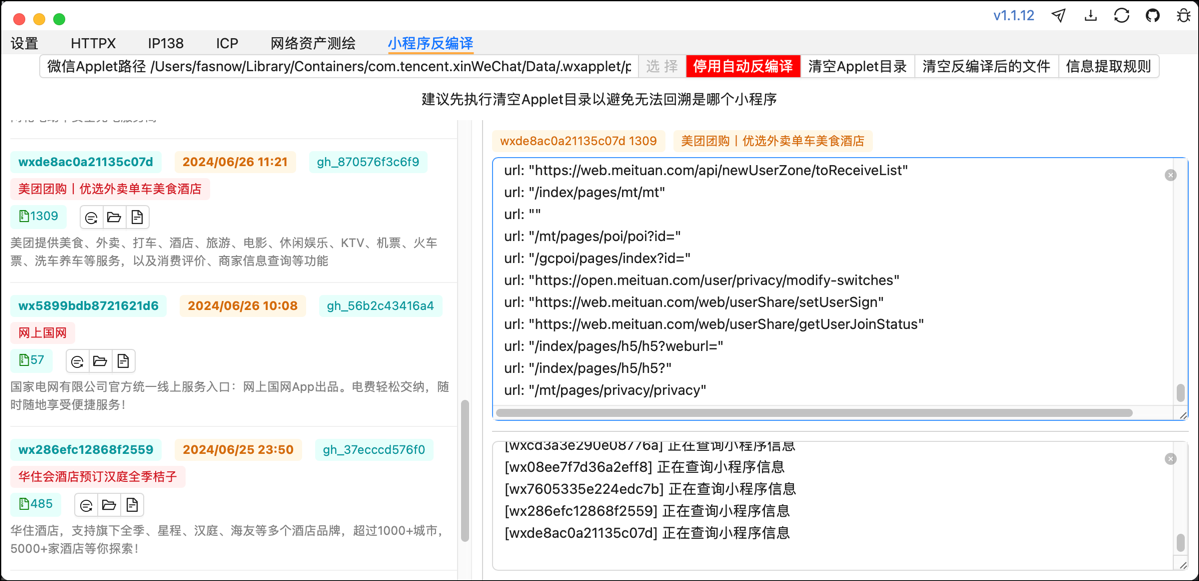 v1.1.12
设置 HTTPX IP138 ICP 网络资产测绘 小程序反编译
微信Applet路径 /Users/fasnow/Library/Containers/com.tencent.xinWeChat/Data/.wxapplet/p 选 择 停用自动反编译 清空Applet目录 清空反编译后的文件 信息提取规则
建议先执行清空Applet目录以避免无法回溯是哪个小程序
wxde8ac0a21135c07d 2024/06/26 11:21 gh_870576f3c6f9
美团团购丨优选外卖单车美食酒店
1309
美团提供美食、外卖、打车、酒店、旅游、电影、休闲娱乐、KTV、机票、火车
票、洗车养车等服务，以及消费评价、商家信息查询等功能
wx5899bdb8721621d6 2024/06/26 10:08 gh_56b2c43416a4
网上国网
57
国家电网有限公司官方统一线上服务入口：网上国网App出品。电费轻松交纳，随
时随地享受便捷服务！
wx286efc12868f2559 2024/06/25 23:50 gh_37ecccd576f0
华住会酒店预订汉庭全季桔子
485
华住酒店，支持旗下全季、星程、汉庭、海友等多个酒店品牌，超过1000+城市，
5000+家酒店等你探索！
wxde8ac0a21135c07d 1309 美团团购丨优选外卖单车美食酒店
url: "https://web.meituan.com/api/newUserZone/toReceiveList"
url: "/index/pages/mt/mt"
url: ""
url: "/mt/pages/poi/poi?id="
url: "/gcpoi/pages/index?id="
url: "https://open.meituan.com/user/privacy/modify-switches"
url: "https://web.meituan.com/web/userShare/setUserSign"
url: "https://web.meituan.com/web/userShare/getUserJoinStatus"
url: "/index/pages/h5/h5?weburl="
url: "/index/pages/h5/h5?"
url: "/mt/pages/privacy/privacy"
[wxcd3a3e290e08776a] 正在查询小程序信息
[wx08ee7f7d36a2eff8] 正在查询小程序信息
[wx7605335e224edc7b] 正在查询小程序信息
[wx286efc12868f2559] 正在查询小程序信息
[wxde8ac0a21135c07d] 正在查询小程序信息